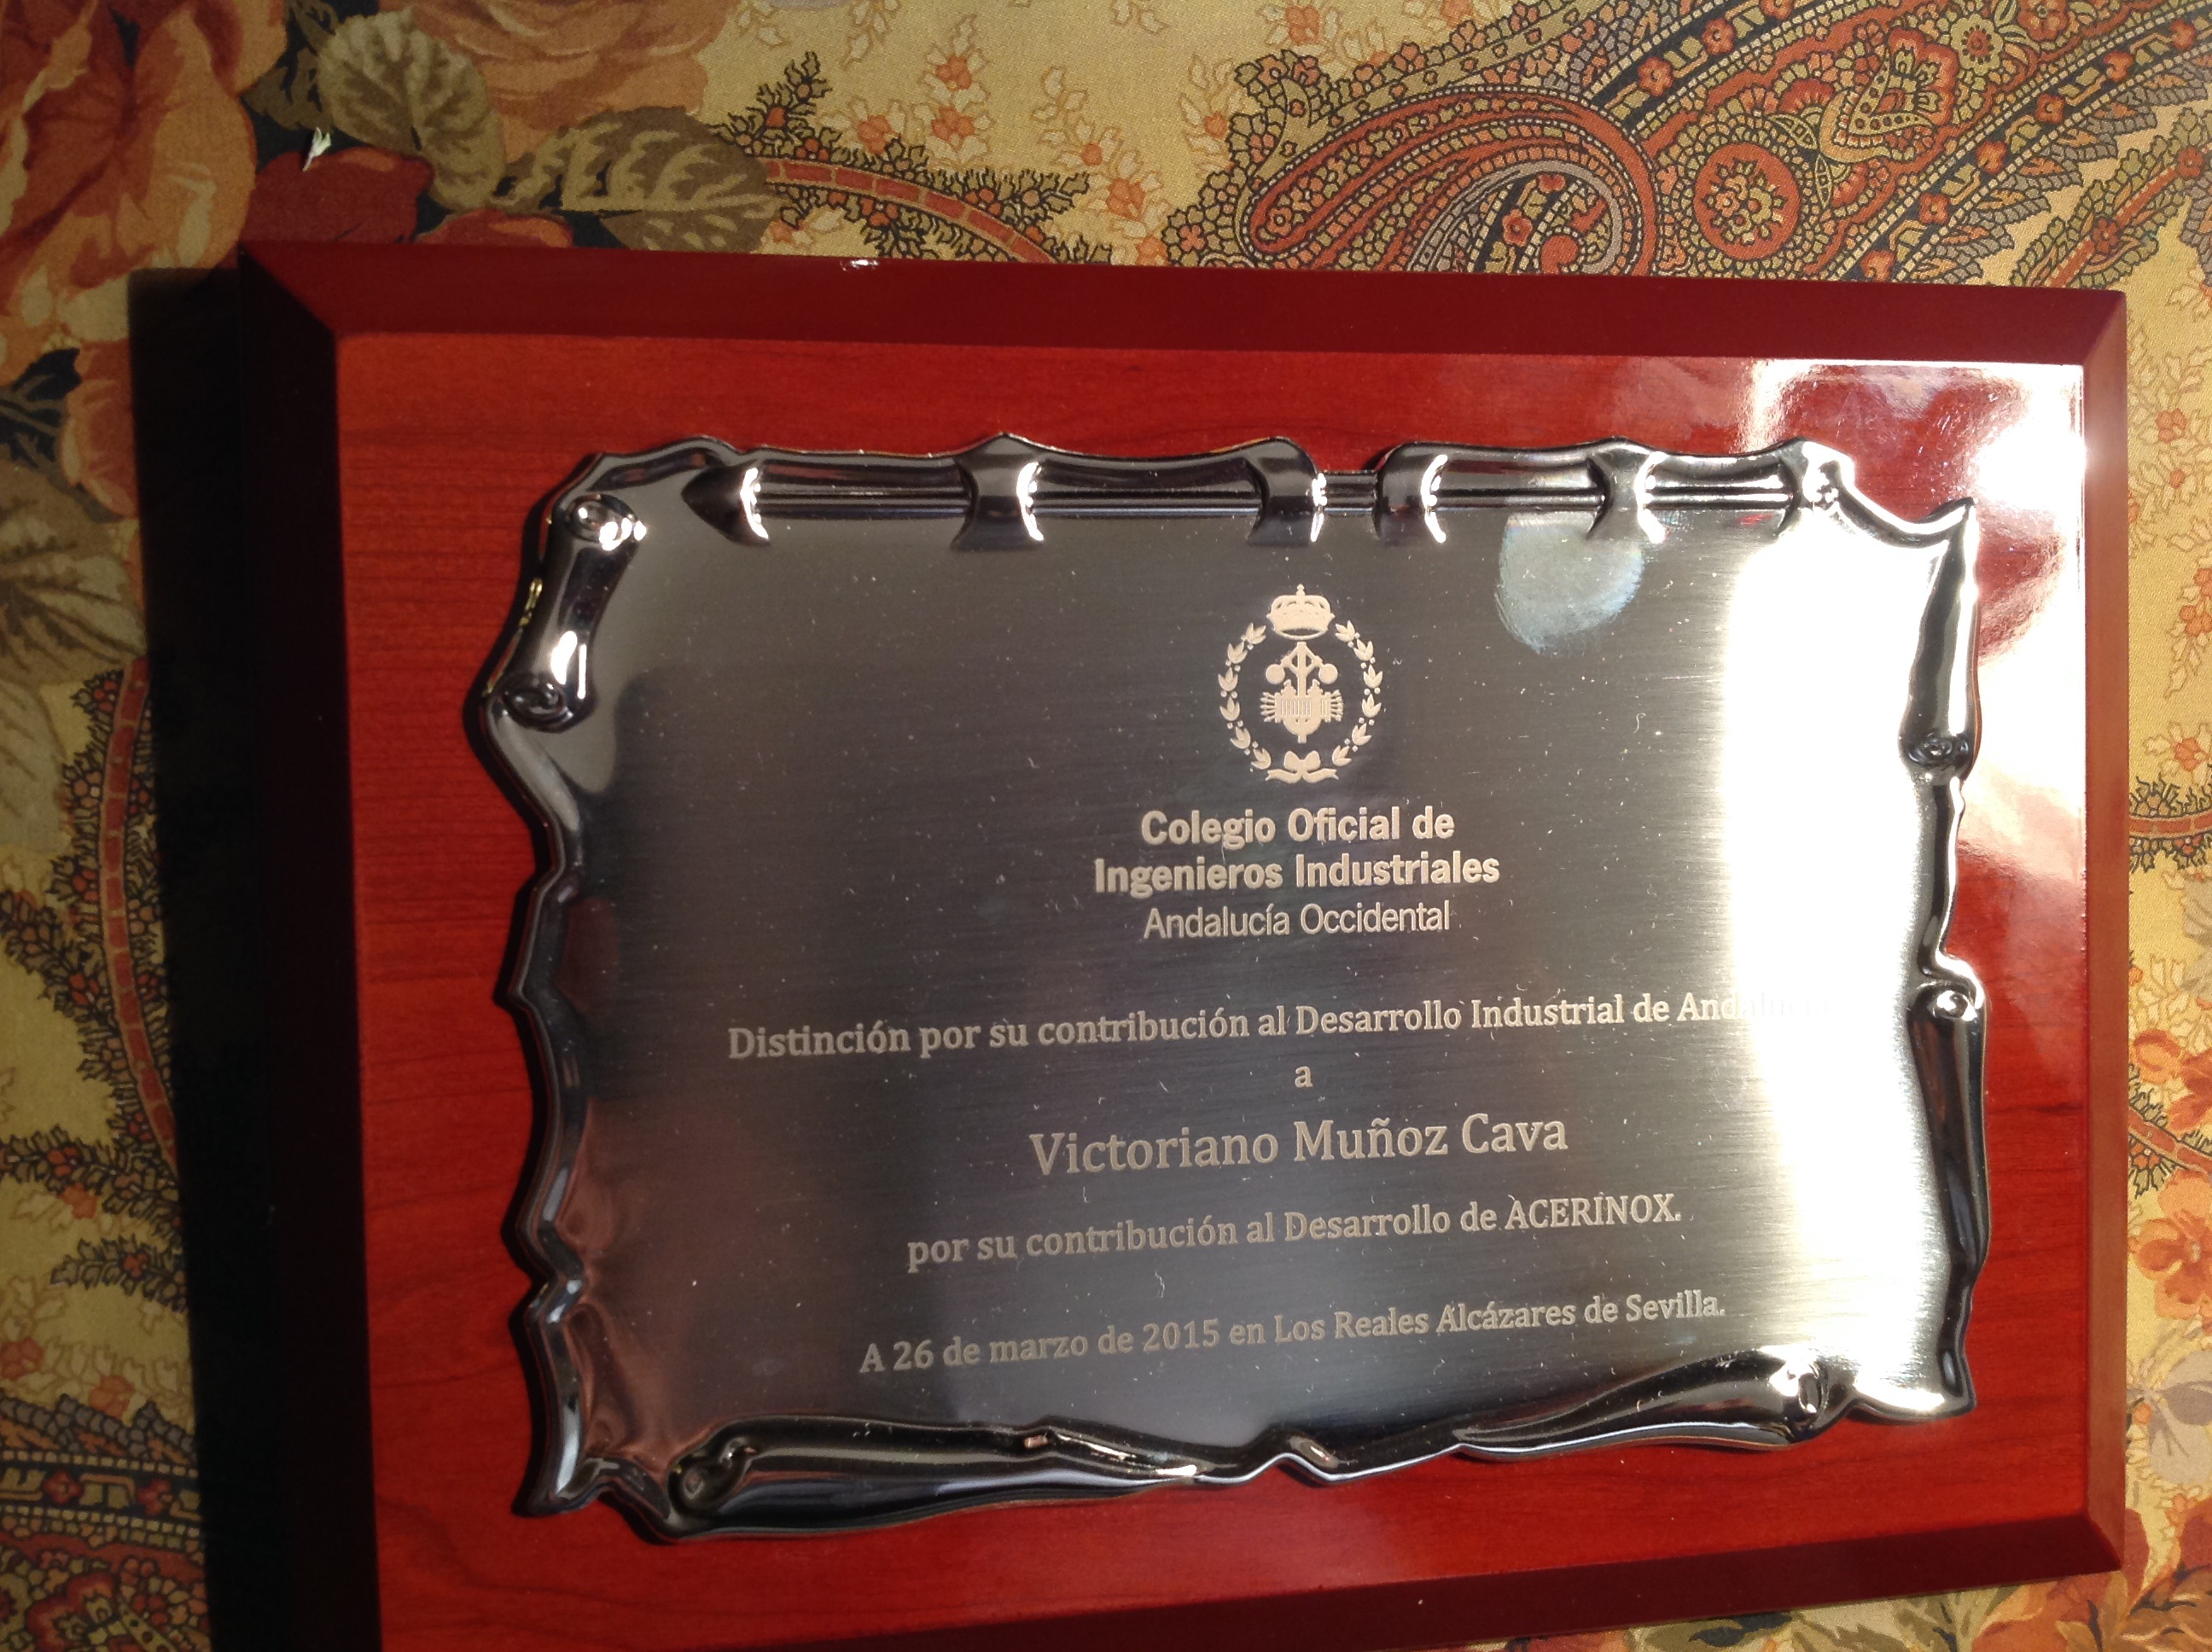 Colegio Oficial de
Ingenieros Industriales
Andalucía Occidental
Distinción por su contribución al Desarrollo Industrial de Andalucía
a
Victoriano Muñoz Cava
por su contribución al Desarrollo de ACERINOX.
A 26 de marzo de 2015 en Los Reales Alcázares de Sevilla.